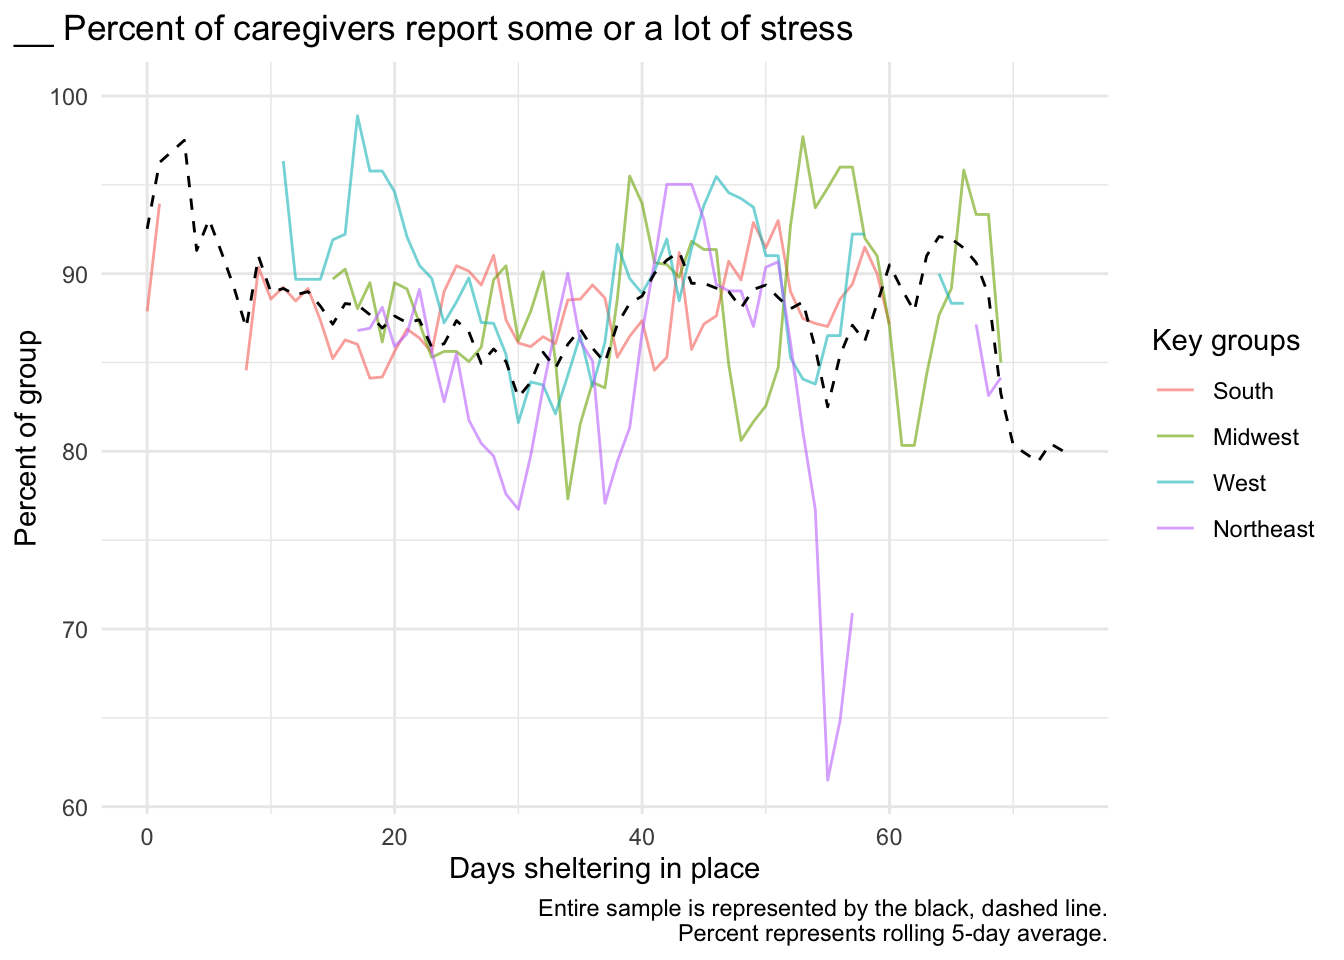 __ Percent of caregivers report some or a lot of stress
100
90
80
70
60
Percent of group
0 20 40 60
Days sheltering in place
Key groups
South
Midwest
West
Northeast
Entire sample is represented by the black, dashed line.
Percent represents rolling 5-day average.